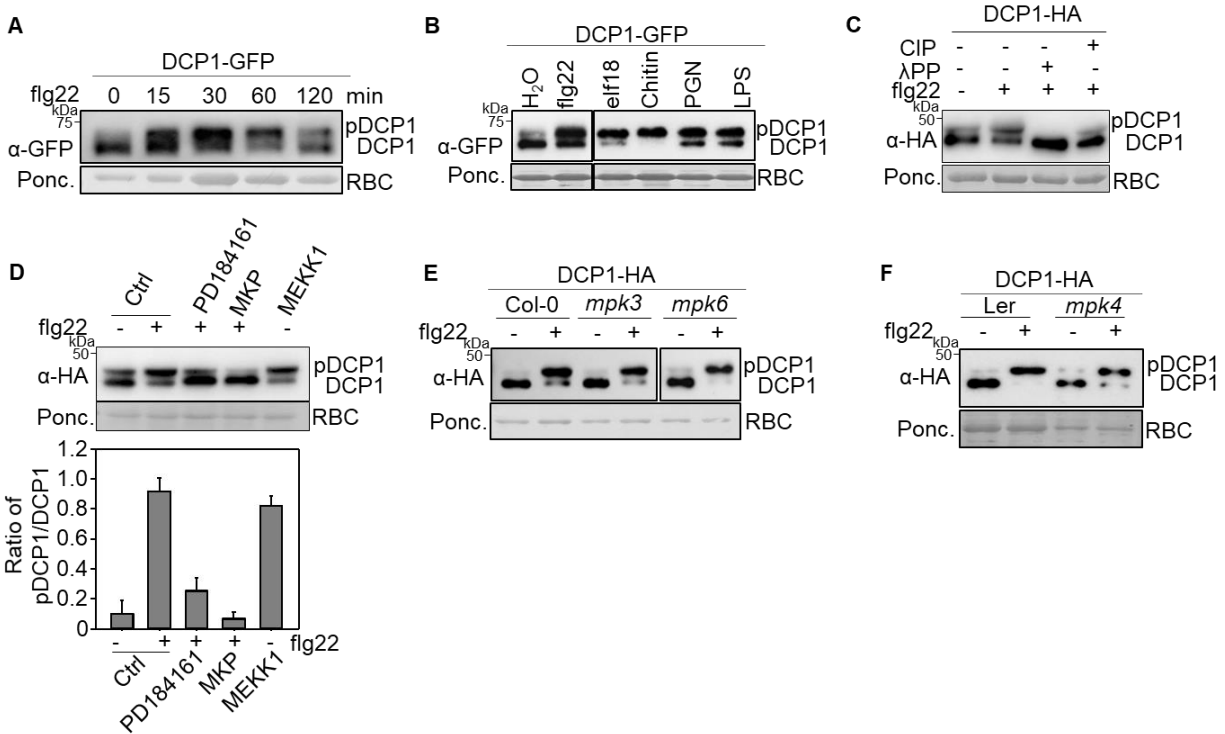 A
DCP1-GFP
flg22 0 15 30 60 120 min
kDa
75
pDCP1
α-GFP DCP1
Ponc. RBC
B
DCP1-GFP
H₂O flg22 elf18 Chitin PGN LPS
kDa
75
pDCP1
α-GFP DCP1
Ponc. RBC
C
DCP1-HA
CIP - - - +
λPP - - + -
flg22 - + + +
kDa
50
pDCP1
α-HA DCP1
Ponc. RBC
D
Ctrl PD184161 MKP MEKK1
flg22 - + + + -
kDa
50
pDCP1
α-HA DCP1
Ponc. RBC
Ratio of
pDCP1/DCP1
1.2
1.0
0.8
0.6
0.4
0.2
0
- + + + - flg22
Ctrl PD184161 MKP MEKK1
E
DCP1-HA
Col-0 mpk3 mpk6
flg22 - + - + - +
kDa
50
pDCP1
α-HA DCP1
Ponc. RBC
F
DCP1-HA
Ler mpk4
flg22 - + - +
kDa
50
pDCP1
α-HA DCP1
Ponc. RBC